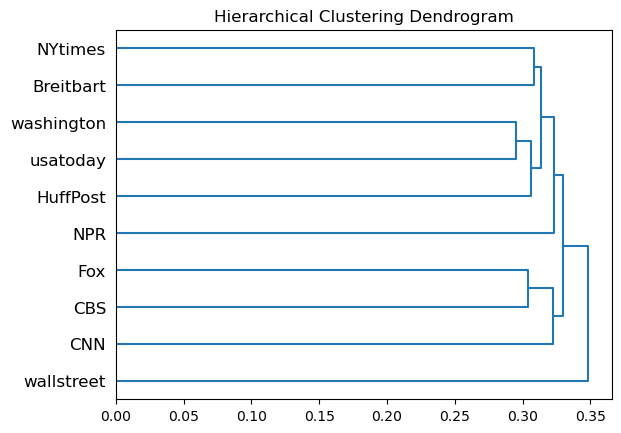 Hierarchical Clustering Dendrogram
NYtimes
Breitbart
washington
usatoday
HuffPost
NPR
Fox
CBS
CNN
wallstreet
0.00 0.05 0.10 0.15 0.20 0.25 0.30 0.35